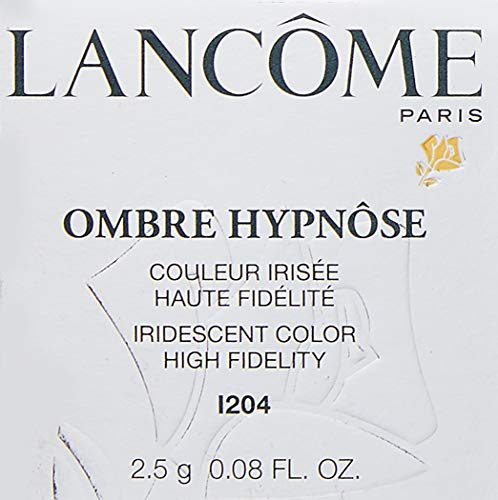 LANCÔME
PARIS
OMBRE HYPNÔSE
COULEUR IRISÉE
HAUTE FIDÉLITÉ
IRIDESCENT COLOR
HIGH FIDELITY
I204
2.5 g 0.08 FL. OZ.